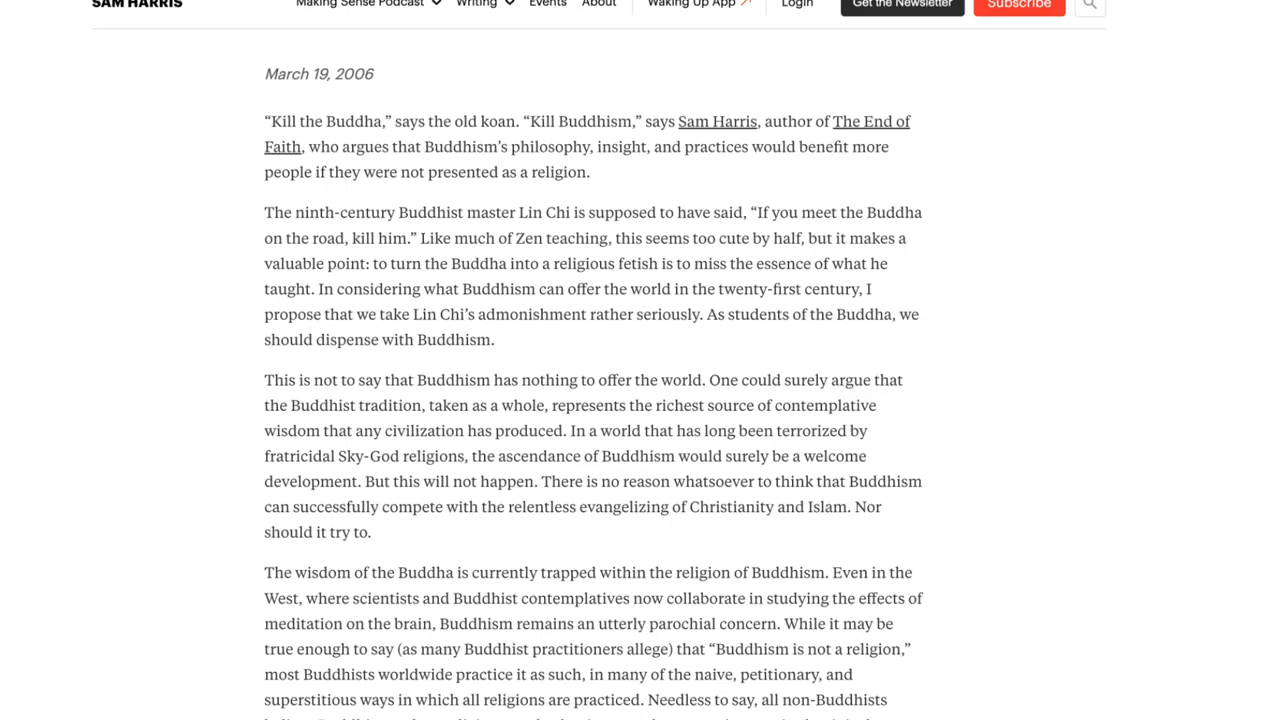 SAM HARRIS
Making Sense Podcast
Writing
Events
About
Waking Up App
Login
Get the Newsletter
Subscribe
March 19, 2006
“Kill the Buddha,” says the old koan. “Kill Buddhism,” says Sam Harris, author of The End of
Faith, who argues that Buddhism’s philosophy, insight, and practices would benefit more
people if they were not presented as a religion.
The ninth-century Buddhist master Lin Chi is supposed to have said, “If you meet the Buddha
on the road, kill him.” Like much of Zen teaching, this seems too cute by half, but it makes a
valuable point: to turn the Buddha into a religious fetish is to miss the essence of what he
taught. In considering what Buddhism can offer the world in the twenty-first century, I
propose that we take Lin Chi’s admonishment rather seriously. As students of the Buddha, we
should dispense with Buddhism.
This is not to say that Buddhism has nothing to offer the world. One could surely argue that
the Buddhist tradition, taken as a whole, represents the richest source of contemplative
wisdom that any civilization has produced. In a world that has long been terrorized by
fratricidal Sky-God religions, the ascendance of Buddhism would surely be a welcome
development. But this will not happen. There is no reason whatsoever to think that Buddhism
can successfully compete with the relentless evangelizing of Christianity and Islam. Nor
should it try to.
The wisdom of the Buddha is currently trapped within the religion of Buddhism. Even in the
West, where scientists and Buddhist contemplatives now collaborate in studying the effects of
meditation on the brain, Buddhism remains an utterly parochial concern. While it may be
true enough to say (as many Buddhist practitioners allege) that “Buddhism is not a religion,”
most Buddhists worldwide practice it as such, in many of the naive, petitionary, and
superstitious ways in which all religions are practiced. Needless to say, all non-Buddhists